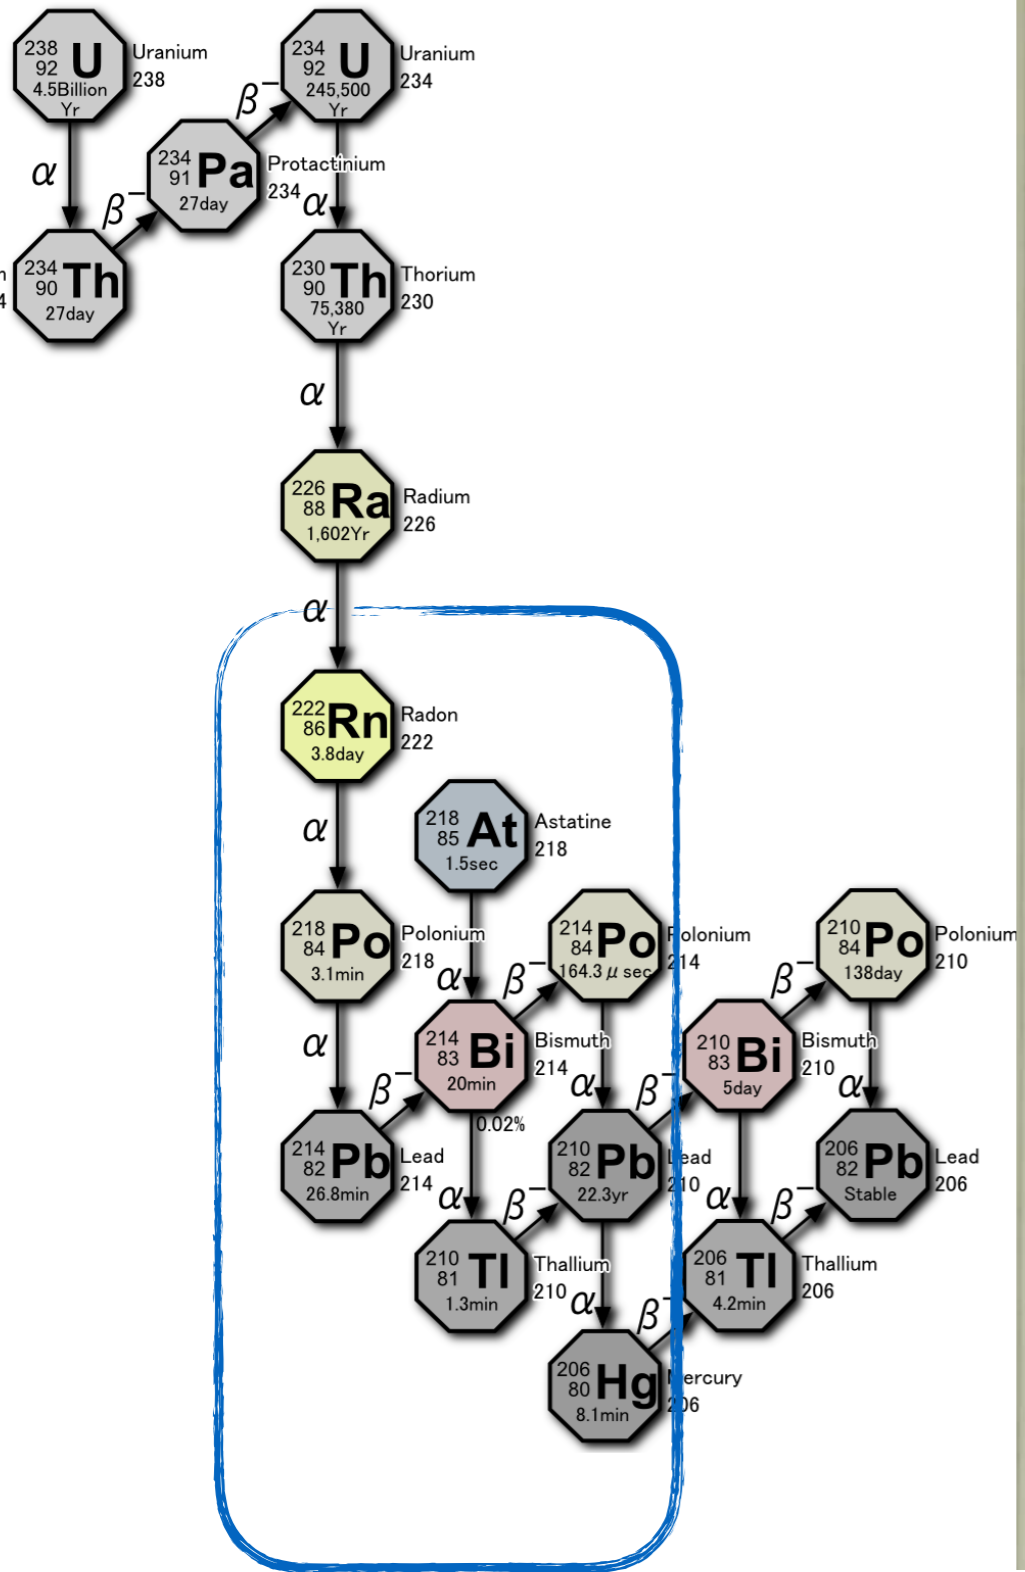 238
92 U
4.5Billion
Yr
Uranium
238
234
92 U
245,500
Yr
Uranium
234
β⁻
α
234
91 Pa
27day
Protactinium
234
β⁻
α
234
90 Th
27day
4
230
90 Th
75,380
Yr
Thorium
230
α
226
88 Ra
1,602Yr
Radium
226
α
222
86 Rn
3.8day
Radon
222
α
218
85 At
1.5sec
Astatine
218
218
84 Po
3.1min
Polonium
218
α
β⁻
214
84 Po
164.3 μ sec
Polonium
214
β⁻
210
84 Po
138day
Polonium
210
α
214
83 Bi
20min
Bismuth
214
0.02%
β⁻
α
β⁻
210
83 Bi
5day
Bismuth
210
α
214
82 Pb
26.8min
Lead
214
α
β⁻
210
82 Pb
22.3yr
Lead
210
α
β⁻
206
82 Pb
Stable
Lead
206
210
81 Tl
1.3min
Thallium
210
α
β⁻
206
81 Tl
4.2min
Thallium
206
206
80 Hg
8.1min
Mercury
206